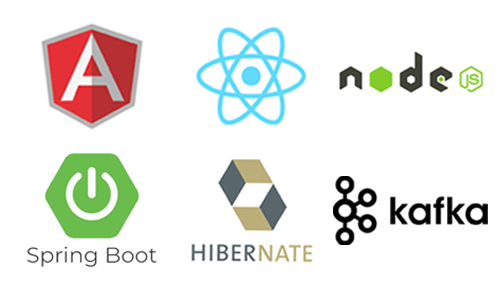 A
node
JS
Spring Boot
HIBERNATE
kafka